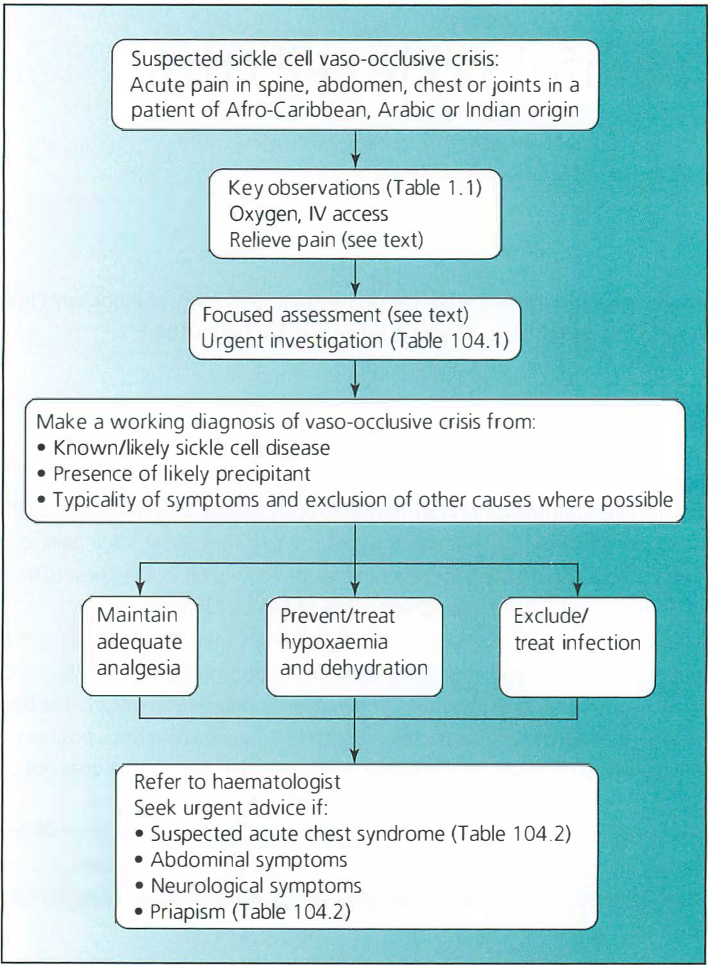 Suspected sickle cell vaso-occlusive crisis:
Acute pain in spine, abdomen, chest or joints in a
patient of Afro-Caribbean, Arabic or Indian origin
Key observations (Table 1.1)
Oxygen, IV access
Relieve pain (see text)
Focused assessment (see text)
Urgent investigation (Table 104.1)
Make a working diagnosis of vaso-occlusive crisis from:
• Known/likely sickle cell disease
• Presence of likely precipitant
• Typicality of symptoms and exclusion of other causes where possible
Maintain
adequate
analgesia
Prevent/treat
hypoxaemia
and dehydration
Exclude/
treat infection
Refer to haematologist
Seek urgent advice if:
• Suspected acute chest syndrome (Table 104.2)
• Abdominal symptoms
• Neurological symptoms
• Priapism (Table 104.2)